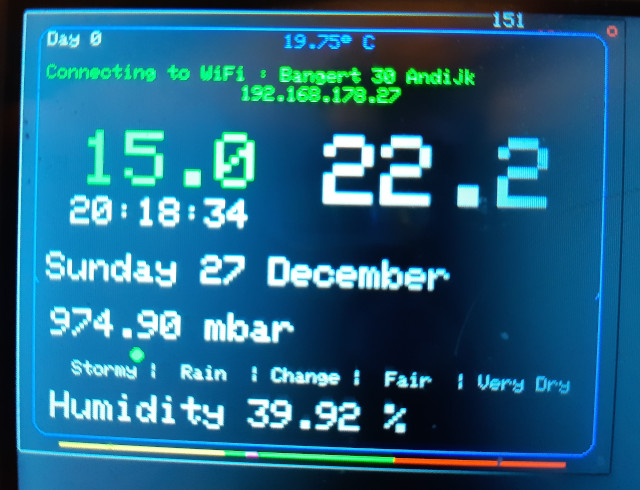 151
Day 0 19.75° C
Connecting to WiFi : Bangert 30 Andijk
192.168.178.27
15.0 22.2
20:18:34
Sunday 27 December
974.90 mbar
Stormy | Rain | Change | Fair | Very Dry
Humidity 39.92 %